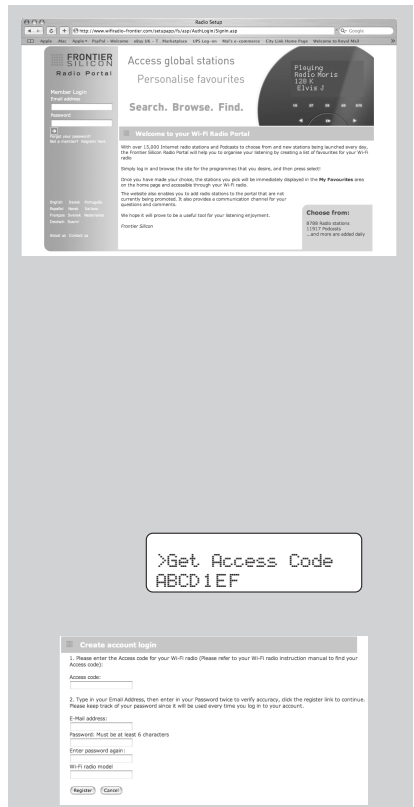 Radio Setup
http://www.wifiradio-frontier.com/setupapp/fs/asp/AuthLogin/SignIn.asp
Google
Apple Mac Apple PayPal - Welcome eBay UK - T Marketplace UPS Log-on Mal's e-commerce City Link Home Page Welcome to Royal Mail
FRONTIER
SILICON
Radio Portal
Member Login
Email address
Password
Forgot your password?
Not a member? Register here.
English Dansk Português
Español Norsk Italiano
Français Svenskt Nederlands
Deutsch Suomi
About us Contact us
Access global stations
Personalise favourites
Search. Browse. Find.
Playing
Radio Moris
128 K
Elvis J
Welcome to your Wi-Fi Radio Portal
With over 15,000 Internet radio stations and Podcasts to choose from and new stations being launched every day,
the Frontier Silicon Radio Portal will help you to organise your listening by creating a list of favourites for your Wi-Fi
radio
Simply log in and browse the site for the programmes that you desire, and then press select!
Once you have made your choice, the stations you pick will be immediately displayed in the My Favourites area
on the home page and accessible through your Wi-Fi radio.
The website also enables you to add radio stations to the portal that are not
currently being promoted. It also provides a communication channel for your
questions and comments.
We hope it will prove to be a useful tool for your listening enjoyment.
Frontier Silicon
Choose from:
8798 Radio stations
11917 Podcasts
...and more are added daily
>Get Access Code
ABCD1EF
Create account login
1. Please enter the Access code for your Wi-Fi radio (Please refer to your Wi-Fi radio instruction manual to find your
Access code):
Access code:
2. Type in your Email Address, then enter in your Password twice to verify accuracy, click the register link to continue.
Please keep track of your password since it will be used every time you log in to your account.
E-Mail address:
Password: Must be at least 6 characters
Enter password again:
Wi-Fi radio model
Register Cancel